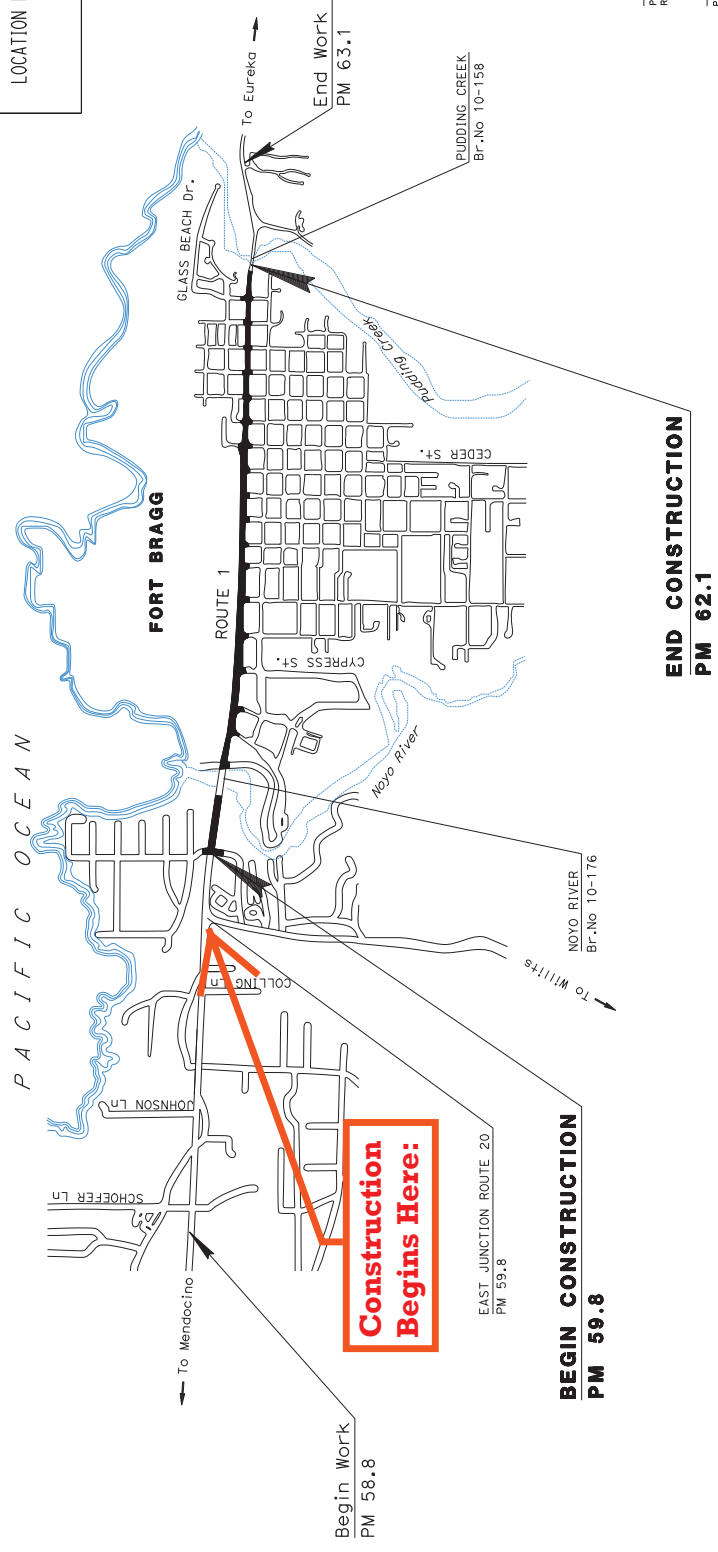 LOCATION
PACIFIC OCEAN
FORT BRAGG
ROUTE 1
GLASS BEACH Dr.
To Eureka
End Work
PM 63.1
PUDDING CREEK
Br.No 10-158
Pudding Creek
CEDER St.
CYPRESS St.
Noyo River
NOYO RIVER
Br.No 10-176
To Willits
COLLING Ln
JOHNSON Ln
SCHOEFER Ln
To Mendocino
Begin Work
PM 58.8
Construction
Begins Here:
EAST JUNCTION ROUTE 20
PM 59.8
BEGIN CONSTRUCTION
PM 59.8
END CONSTRUCTION
PM 62.1